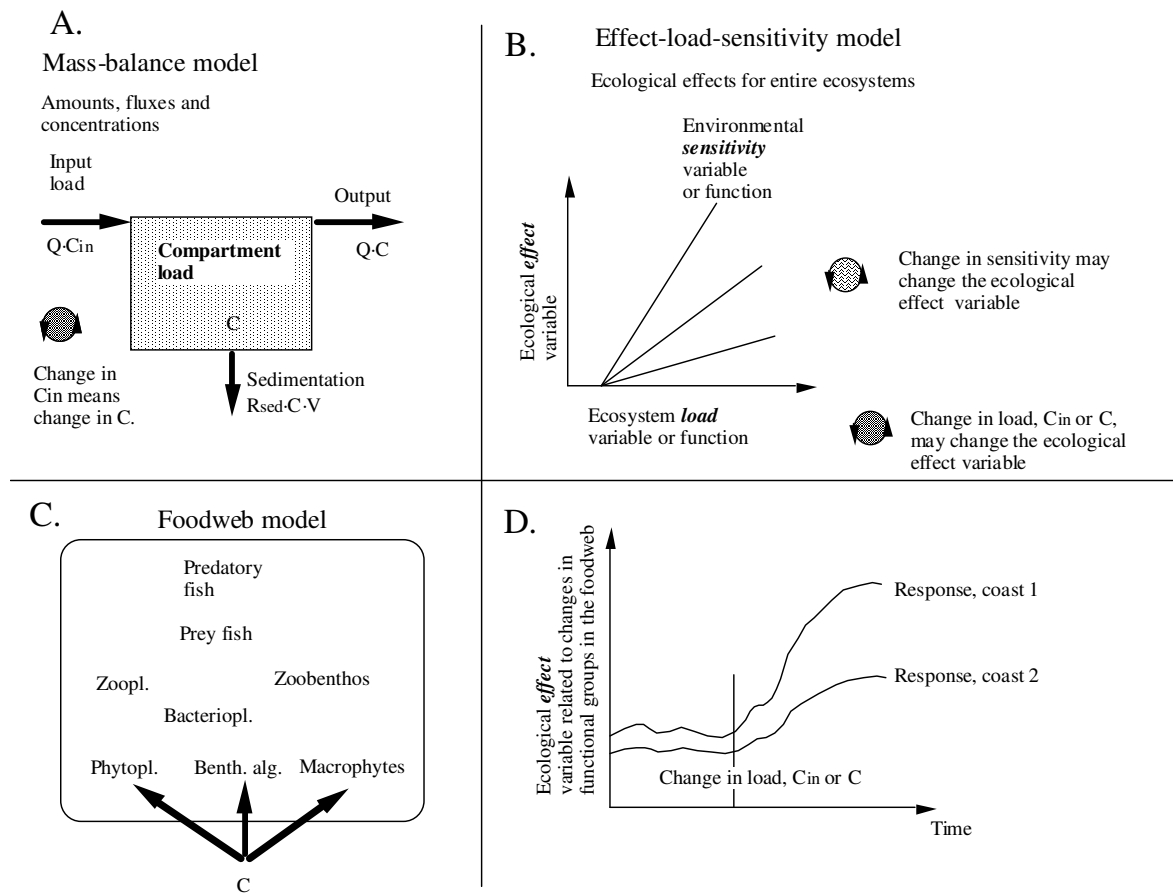 A.
Mass-balance model
Amounts, fluxes and
concentrations
Input
load
Output
Q·Cin
Compartment
load
Q·C
C
Change in
Cin means
change in C.
Sedimentation
Rsed·C·V
B.
Effect-load-sensitivity model
Ecological effects for entire ecosystems
Environmental
sensitivity
variable
or function
Ecological effect
variable
Change in sensitivity may
change the ecological
effect variable
Ecosystem load
variable or function
Change in load, Cin or C,
may change the ecological
effect variable
C.
Foodweb model
Predatory
fish
Prey fish
Zoopl.
Zoobenthos
Bacteriopl.
Phytopl.
Benth. alg.
Macrophytes
C
D.
Ecological effect
variable related to changes in
functional groups in the foodweb
Response, coast 1
Response, coast 2
Change in load, Cin or C
Time